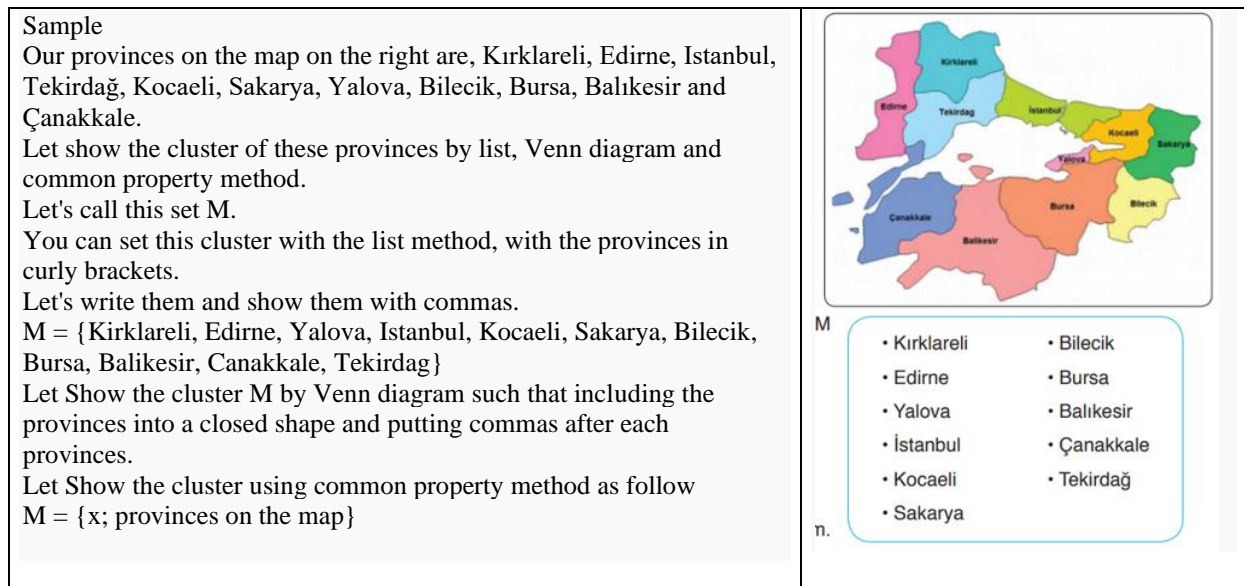 Sample
Our provinces on the map on the right are, Kırklareli, Edirne, Istanbul,
Tekirdağ, Kocaeli, Sakarya, Yalova, Bilecik, Bursa, Balıkesir and
Çanakkale.
Let show the cluster of these provinces by list, Venn diagram and
common property method.
Let's call this set M.
You can set this cluster with the list method, with the provinces in
curly brackets.
Let's write them and show them with commas.
M = {Kirklareli, Edirne, Yalova, Istanbul, Kocaeli, Sakarya, Bilecik,
Bursa, Balikesir, Canakkale, Tekirdag}
Let Show the cluster M by Venn diagram such that including the
provinces into a closed shape and putting commas after each
provinces.
Let Show the cluster using common property method as follow
M = {x; provinces on the map}
Kirklareli
Edirne
Tekirdag
İstanbul
Kocaeli
Sakarya
Yalova
Çanakkale
Balikesir
Bursa
Bilecik
M
• Kırklareli
• Edirne
• Yalova
• İstanbul
• Kocaeli
• Sakarya
• Bilecik
• Bursa
• Balıkesir
• Çanakkale
• Tekirdağ
n.